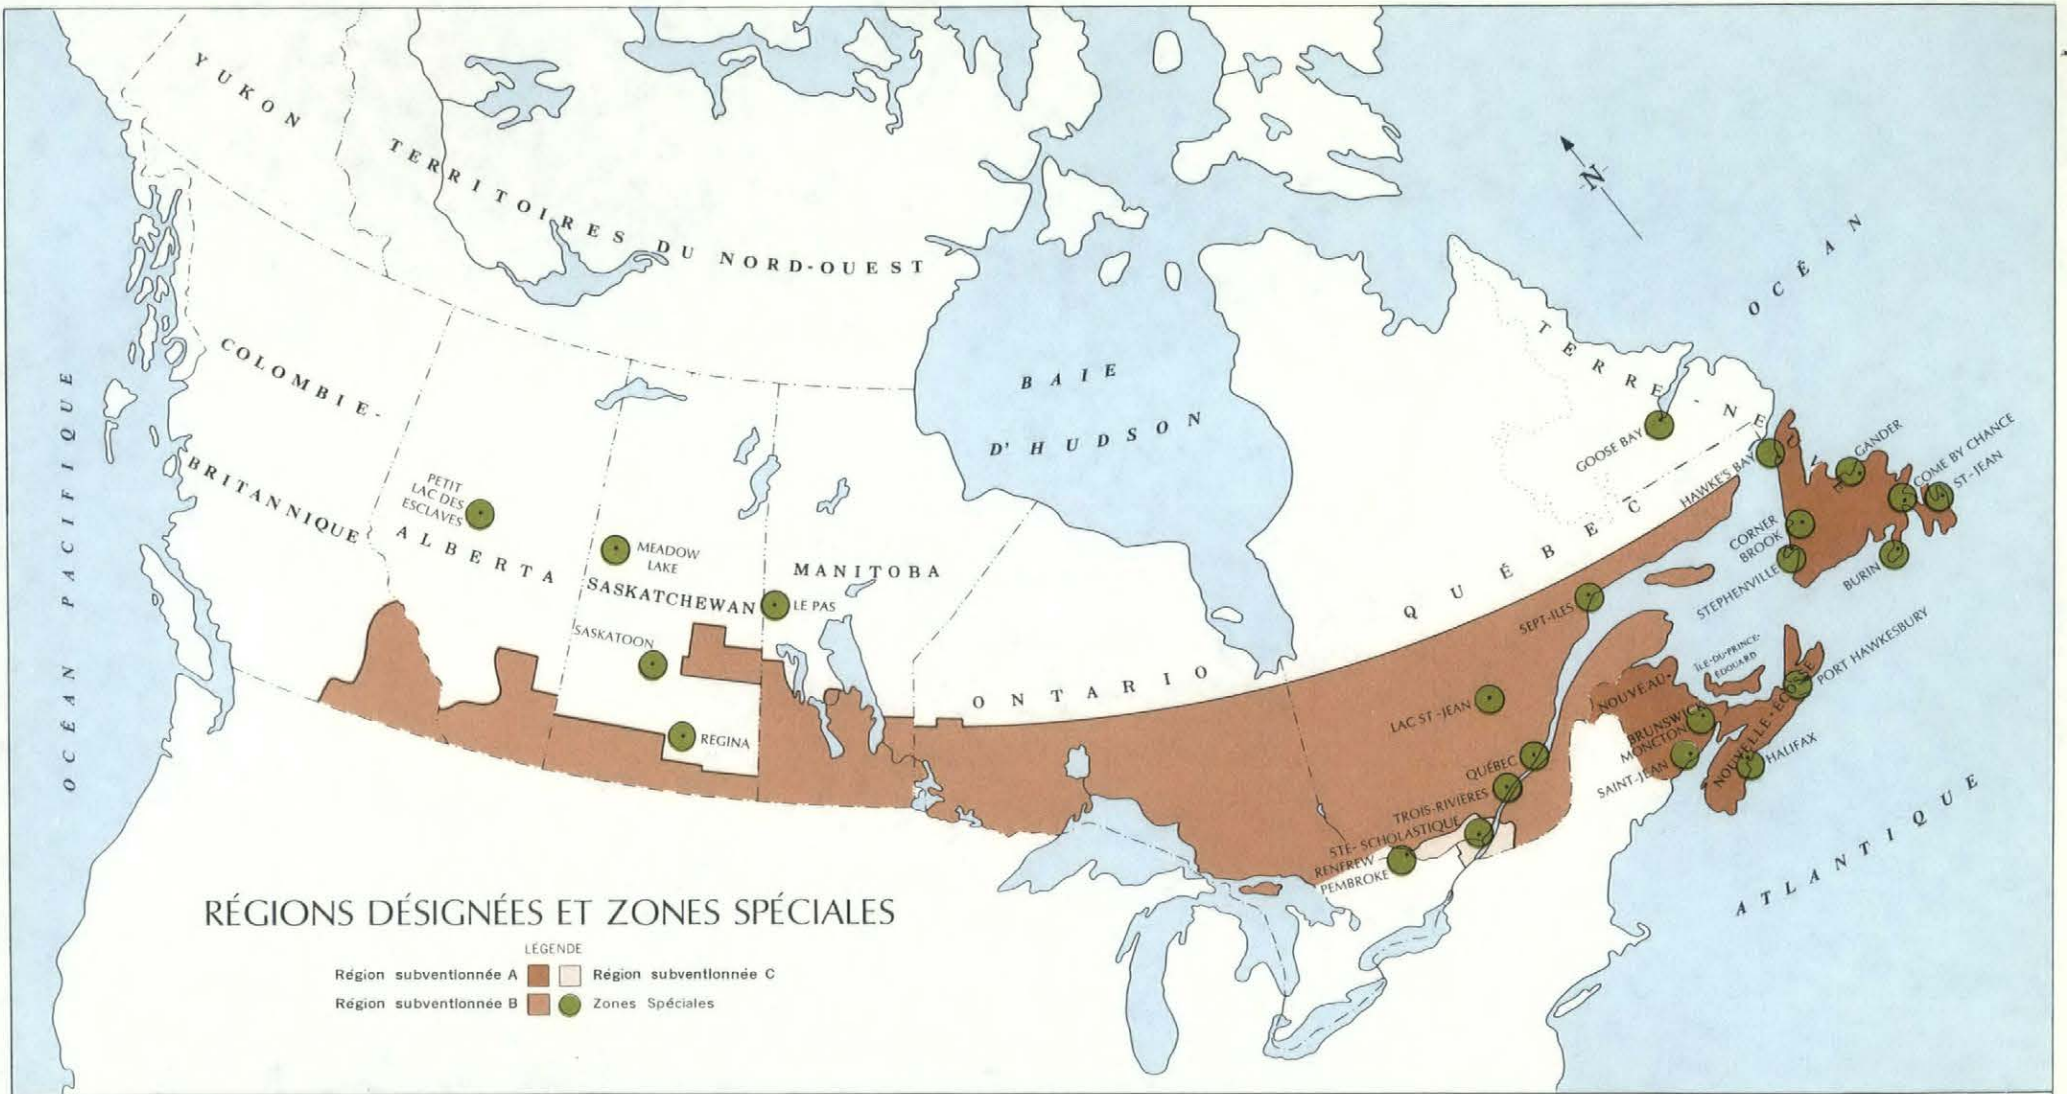 YUKON
TERRITOIRES DU NORD-OUEST
N
OCÉAN
ATLANTIQUE
OCÉAN PACIFIQUE
COLOMBIE-
BRITANNIQUE
BAIE
D'HUDSON
TERRE-NEUVE
PETIT
LAC DES
ESCLAVES
ALBERTA
MEADOW
LAKE
SASKATCHEWAN
MANITOBA
LE PAS
SASKATOON
REGINA
ONTARIO
QUÉBEC
GOOSE BAY
HAWKE'S BAY
GANDER
COME BY CHANCE
ST-JEAN
CORNER
BROOK
STEPHENVILLE
BURIN
SEPT-ÎLES
ÎLE-DU-PRINCE-
EDOUARD
PORT HAWKESBURY
NOUVEAU-
BRUNSWICK
NOUVELLE-ÉCOSSE
LAC ST-JEAN
MONCTON
SAINT-JEAN
HALIFAX
QUÉBEC
TROIS-RIVIÈRES
STE-SCHOLASTIQUE
RENFREW
PEMBROKE
RÉGIONS DÉSIGNÉES ET ZONES SPÉCIALES
LÉGENDE
Région subventionnée A
Région subventionnée C
Région subventionnée B
Zones Spéciales